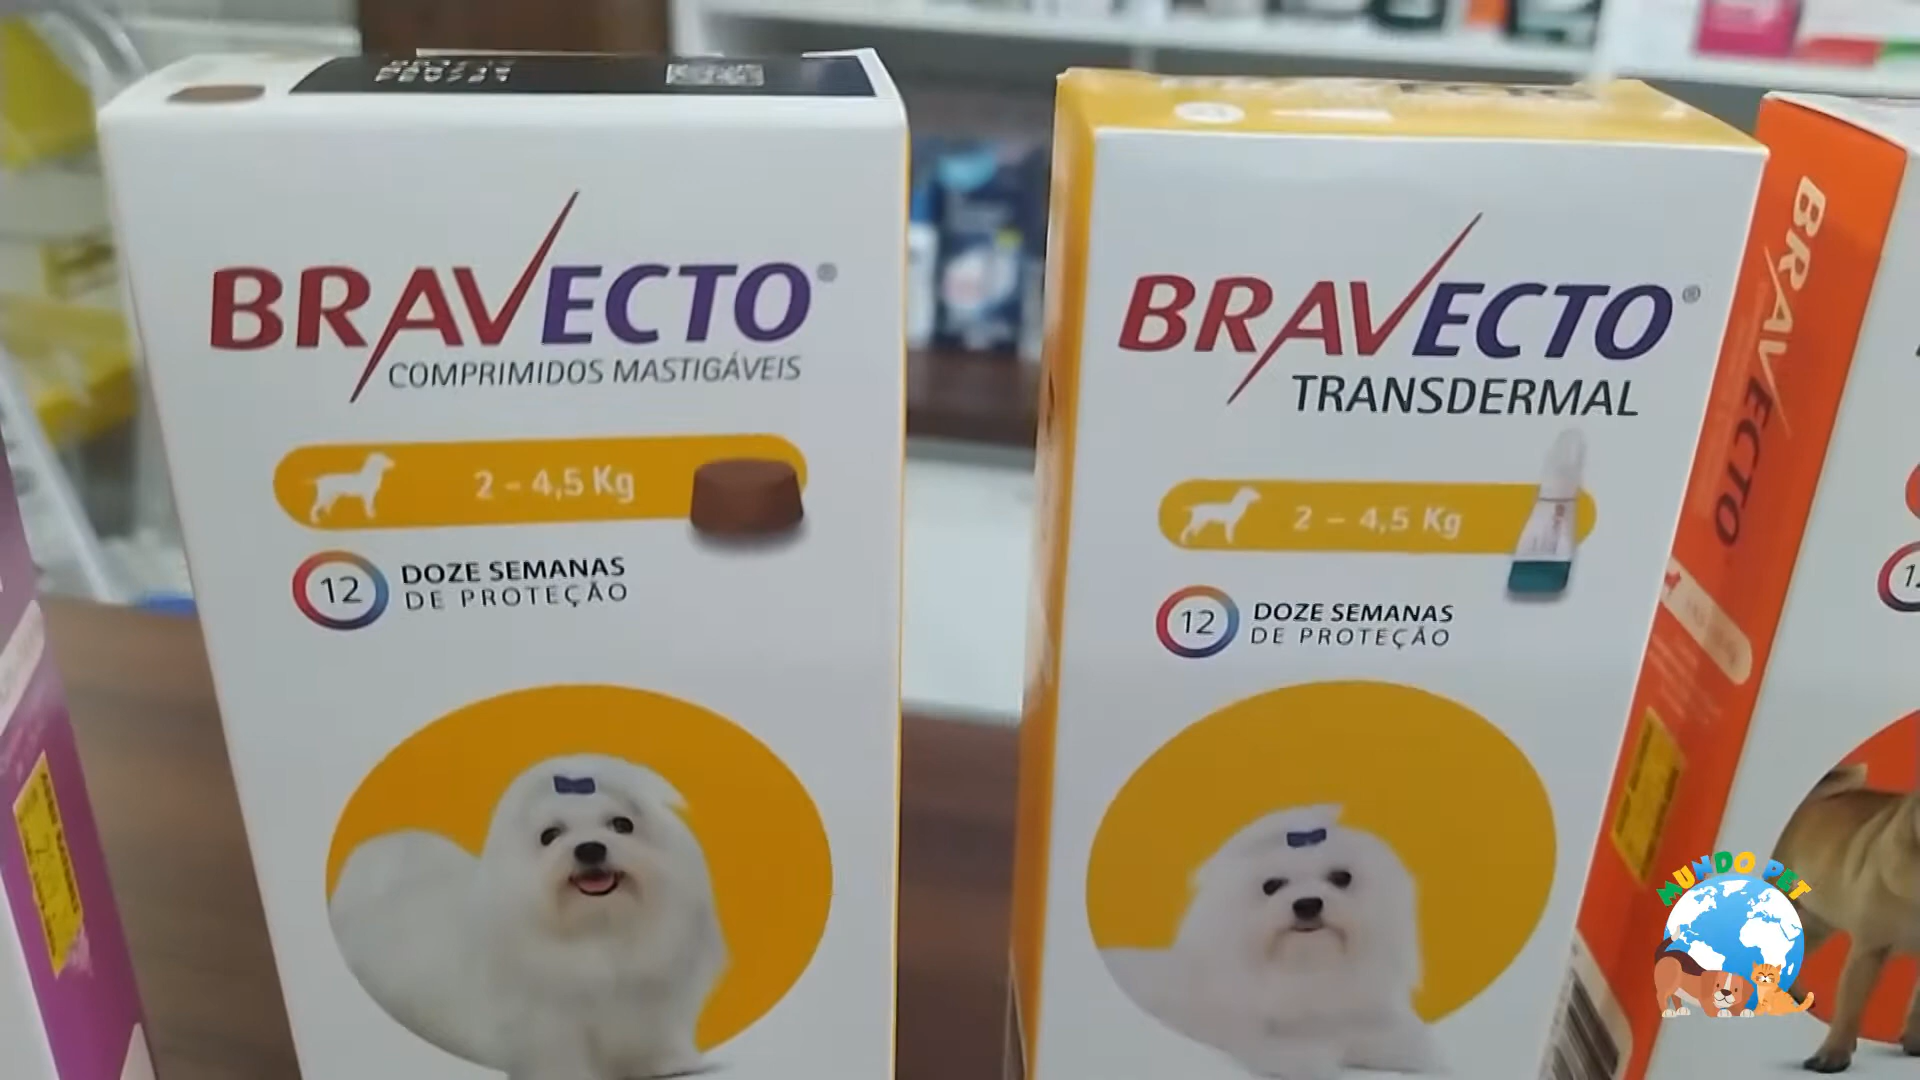 BRAVECTO®
COMPRIMIDOS MASTIGÁVEIS
2 – 4,5 Kg
12
DOZE SEMANAS
DE PROTEÇÃO
BRAVECTO®
TRANSDERMAL
2 – 4,5 Kg
12
DOZE SEMANAS
DE PROTEÇÃO
BRAVECTO
MUNDO PET